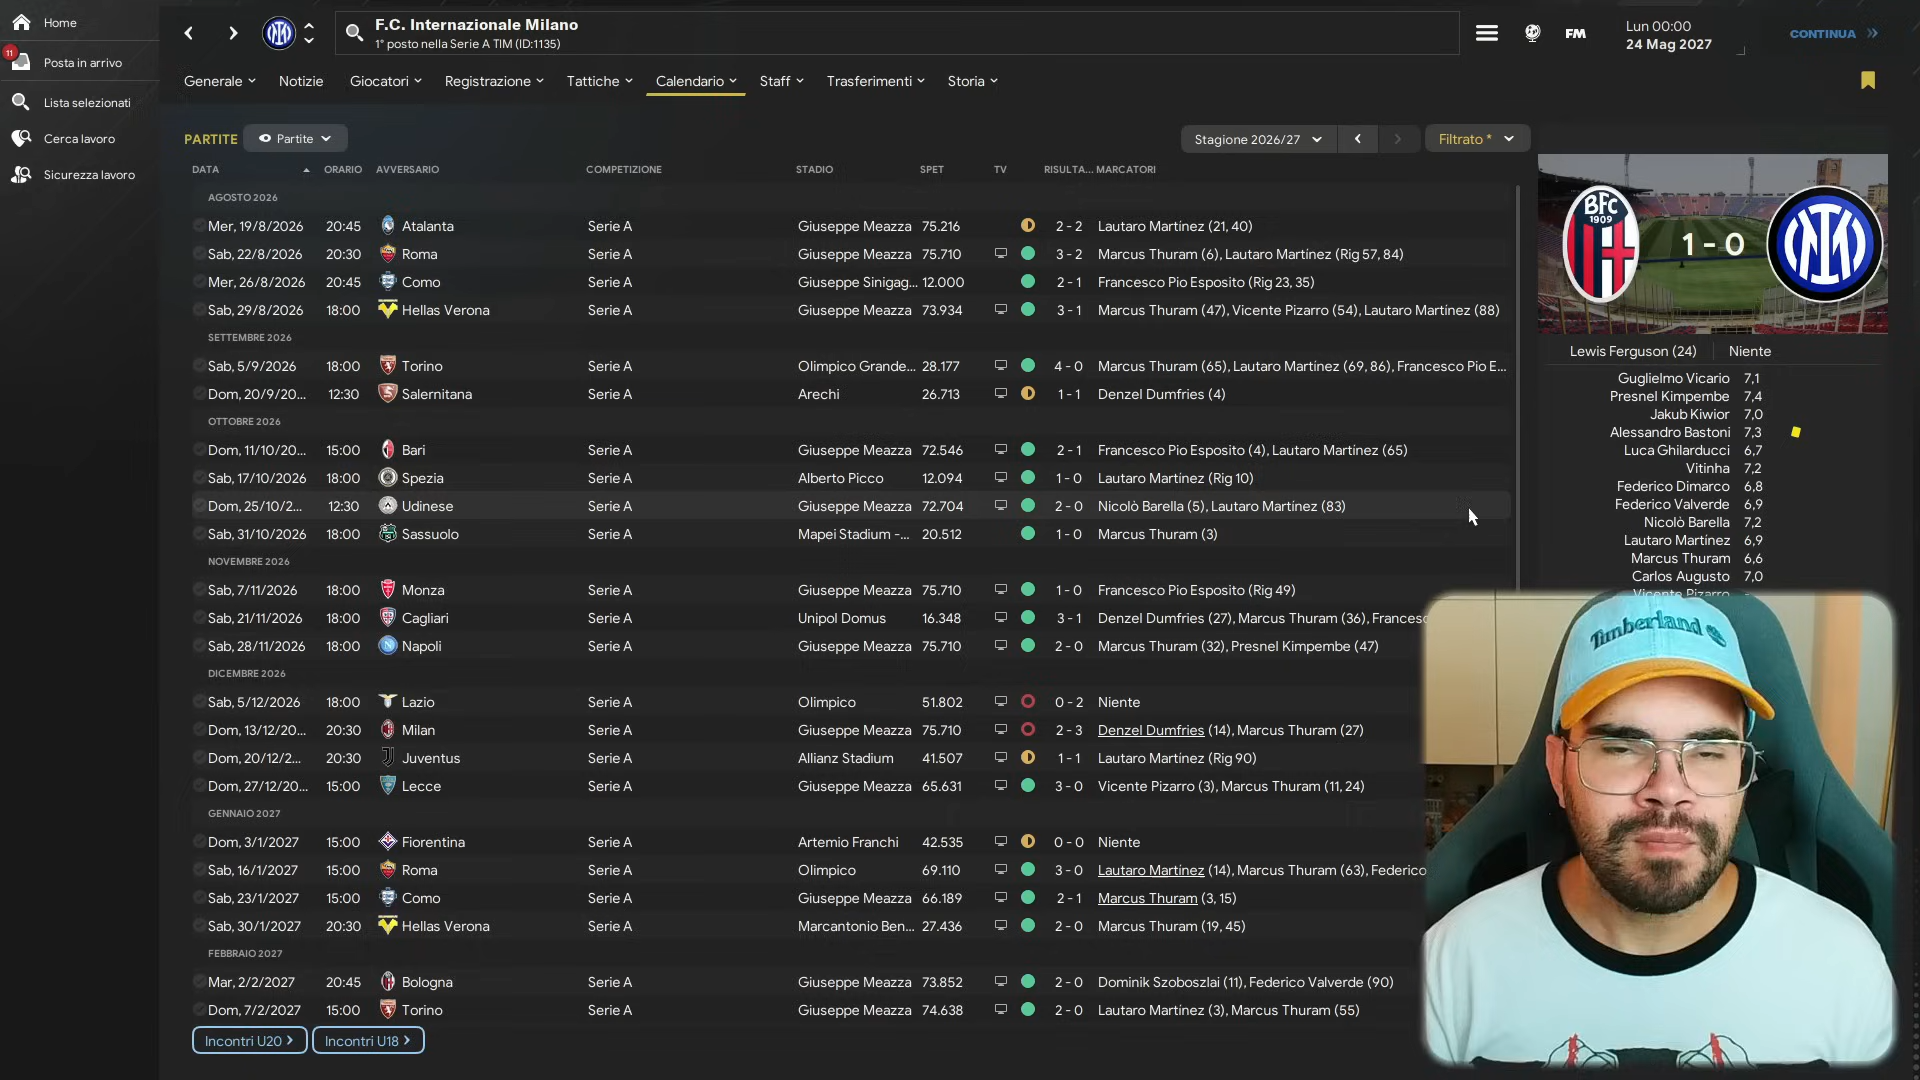 Home
11
Posta in arrivo
Lista selezionati
Cerca lavoro
Sicurezza lavoro
F.C. Internazionale Milano
1° posto nella Serie A TIM (ID:1135)
FM
Lun 00:00
24 Mag 2027
CONTINUA
Generale Notizie Giocatori Registrazione Tattiche Calendario Staff Trasferimenti Storia
PARTITE Partite Stagione 2026/27 Filtrato *
DATA ORARIO AVVERSARIO COMPETIZIONE STADIO SPET TV RISULTA... MARCATORI
AGOSTO 2026
Mer, 19/8/2026 20:45 Atalanta Serie A Giuseppe Meazza 75.216 2 - 2 Lautaro Martínez (21, 40)
Sab, 22/8/2026 20:30 Roma Serie A Giuseppe Meazza 75.710 3 - 2 Marcus Thuram (6), Lautaro Martínez (Rig 57, 84)
Mer, 26/8/2026 20:45 Como Serie A Giuseppe Sinigag... 12.000 2 - 1 Francesco Pio Esposito (Rig 23, 35)
Sab, 29/8/2026 18:00 Hellas Verona Serie A Giuseppe Meazza 73.934 3 - 1 Marcus Thuram (47), Vicente Pizarro (54), Lautaro Martínez (88)
SETTEMBRE 2026
Sab, 5/9/2026 18:00 Torino Serie A Olimpico Grande... 28.177 4 - 0 Marcus Thuram (65), Lautaro Martínez (69, 86), Francesco Pio E...
Dom, 20/9/20... 12:30 Salernitana Serie A Arechi 26.713 1 - 1 Denzel Dumfries (4)
OTTOBRE 2026
Dom, 11/10/20... 15:00 Bari Serie A Giuseppe Meazza 72.546 2 - 1 Francesco Pio Esposito (4), Lautaro Martínez (65)
Sab, 17/10/2026 18:00 Spezia Serie A Alberto Picco 12.094 1 - 0 Lautaro Martínez (Rig 10)
Dom, 25/10/2... 12:30 Udinese Serie A Giuseppe Meazza 72.704 2 - 0 Nicolò Barella (5), Lautaro Martínez (83)
Sab, 31/10/2026 18:00 Sassuolo Serie A Mapei Stadium -... 20.512 1 - 0 Marcus Thuram (3)
NOVEMBRE 2026
Sab, 7/11/2026 18:00 Monza Serie A Giuseppe Meazza 75.710 1 - 0 Francesco Pio Esposito (Rig 49)
Sab, 21/11/2026 18:00 Cagliari Serie A Unipol Domus 16.348 3 - 1 Denzel Dumfries (27), Marcus Thuram (36), Francesc
Sab, 28/11/2026 18:00 Napoli Serie A Giuseppe Meazza 75.710 2 - 0 Marcus Thuram (32), Presnel Kimpembe (47)
DICEMBRE 2026
Sab, 5/12/2026 18:00 Lazio Serie A Olimpico 51.802 0 - 2 Niente
Dom, 13/12/20... 20:30 Milan Serie A Giuseppe Meazza 75.710 2 - 3 Denzel Dumfries (14), Marcus Thuram (27)
Dom, 20/12/2... 20:30 Juventus Serie A Allianz Stadium 41.507 1 - 1 Lautaro Martínez (Rig 90)
Dom, 27/12/20... 15:00 Lecce Serie A Giuseppe Meazza 65.631 3 - 0 Vicente Pizarro (3), Marcus Thuram (11, 24)
GENNAIO 2027
Dom, 3/1/2027 15:00 Fiorentina Serie A Artemio Franchi 42.535 0 - 0 Niente
Sab, 16/1/2027 15:00 Roma Serie A Olimpico 69.110 3 - 0 Lautaro Martínez (14), Marcus Thuram (63), Federico
Sab, 23/1/2027 15:00 Como Serie A Giuseppe Meazza 66.189 2 - 1 Marcus Thuram (3, 15)
Sab, 30/1/2027 20:30 Hellas Verona Serie A Marcantonio Ben... 27.436 2 - 0 Marcus Thuram (19, 45)
FEBBRAIO 2027
Mar, 2/2/2027 20:45 Bologna Serie A Giuseppe Meazza 73.852 2 - 0 Dominik Szoboszlai (11), Federico Valverde (90)
Dom, 7/2/2027 15:00 Torino Serie A Giuseppe Meazza 74.638 2 - 0 Lautaro Martínez (3), Marcus Thuram (55)
Incontri U20 Incontri U18
BFC
1909
1 - 0
Lewis Ferguson (24) Niente
Guglielmo Vicario 7,1
Presnel Kimpembe 7,4
Jakub Kiwior 7,0
Alessandro Bastoni 7,3
Luca Ghilarducci 6,7
Vitinha 7,2
Federico Dimarco 6,8
Federico Valverde 6,9
Nicolò Barella 7,2
Lautaro Martínez 6,9
Marcus Thuram 6,6
Carlos Augusto 7,0
Vicente Pizarro
Timberland